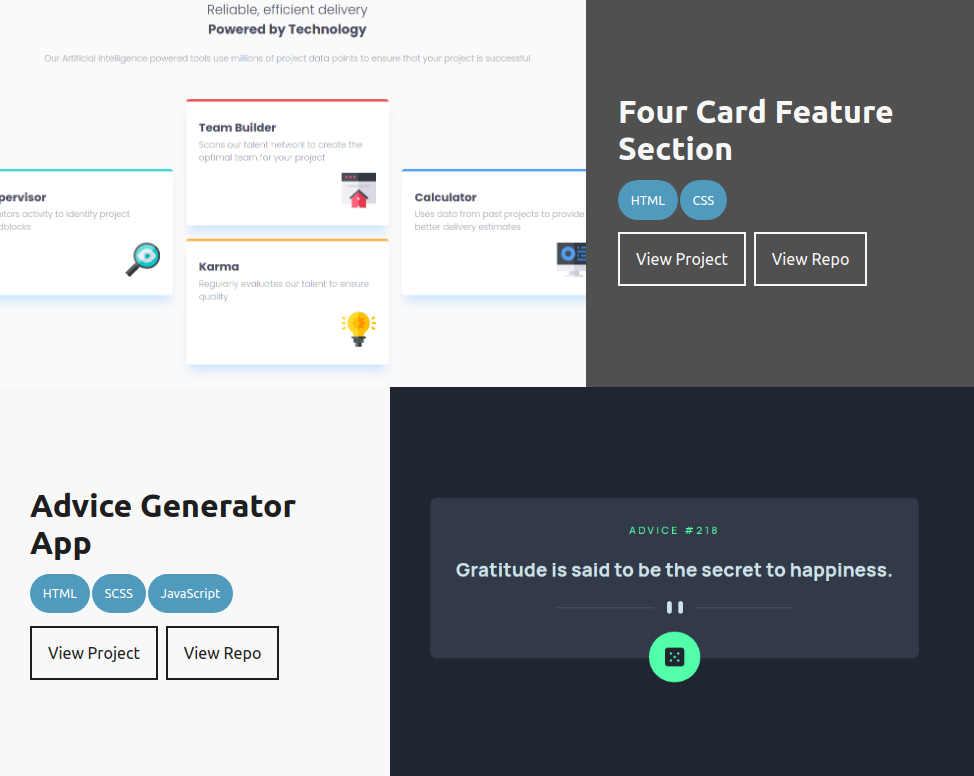 Reliable, efficient delivery
Powered by Technology
Our Artificial Intelligence powered tools use millions of project data points to ensure that your project is successful
pervisor
itors activity to identify project
dblocks
Team Builder
Scans our talent network to create the
optimal team for your project
Karma
Regularly evaluates our talent to ensure
quality
Calculator
Uses data from past projects to provide
better delivery estimates
Four Card Feature
Section
HTML CSS
View Project View Repo
Advice Generator
App
HTML SCSS JavaScript
View Project View Repo
ADVICE #218
Gratitude is said to be the secret to happiness.